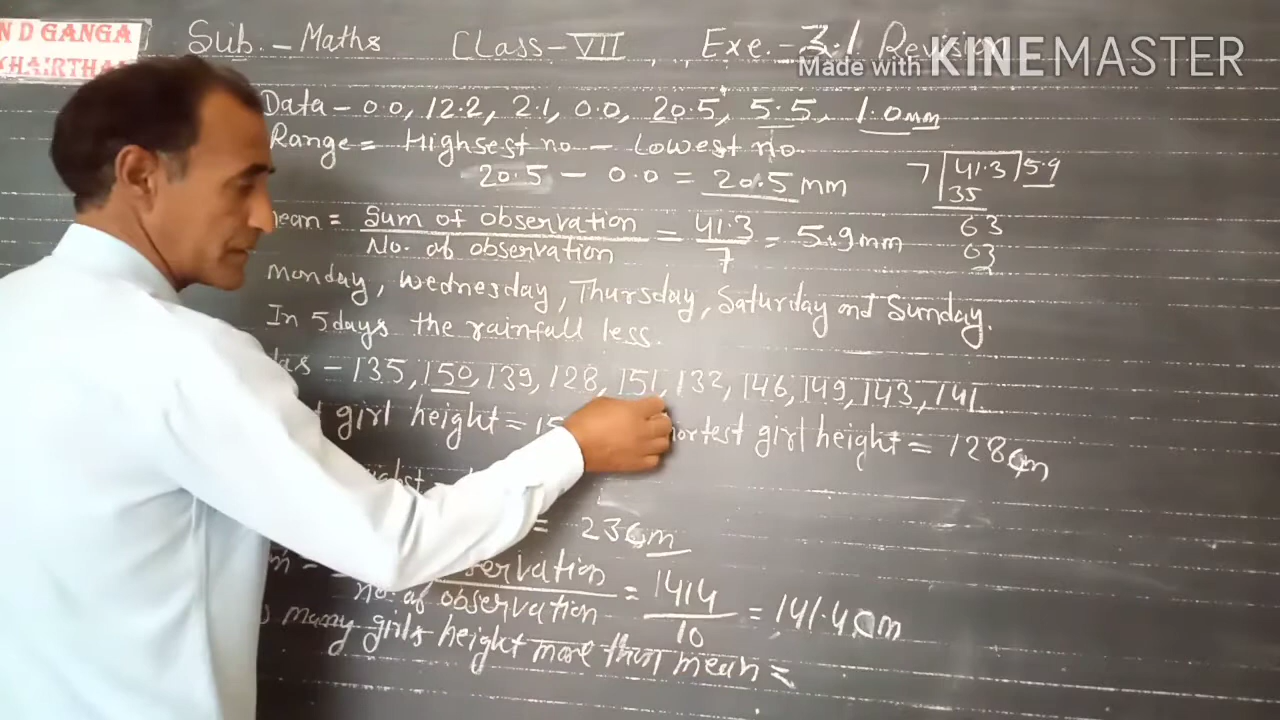 N D GANGA
KHAIRTHA
Sub. - Maths Class - VII , Exe. - 3.1 Revision
Made with KINEMASTER
Data - 0.0, 12.2, 2.1, 0.0, 20.5, 5.5, 1.0mm
Range = Highsest no - Lowest no.
20.5 - 0.0 = 20.5 mm
7 41.3 5.9
35
63
63
mean = Sum of observation / No. of observation = 41.3 / 7 = 5.9mm
monday, wednesday, Thursday, Saturday and Sunday.
In 5days the rainfall less.
- 135, 150, 139, 128, 151, 132, 146, 149, 143, 141.
girl height = 15 shortest girl height = 128cm
= 23cm
No. of observation = 1414 / 10 = 141.4cm
many girls height more than mean =